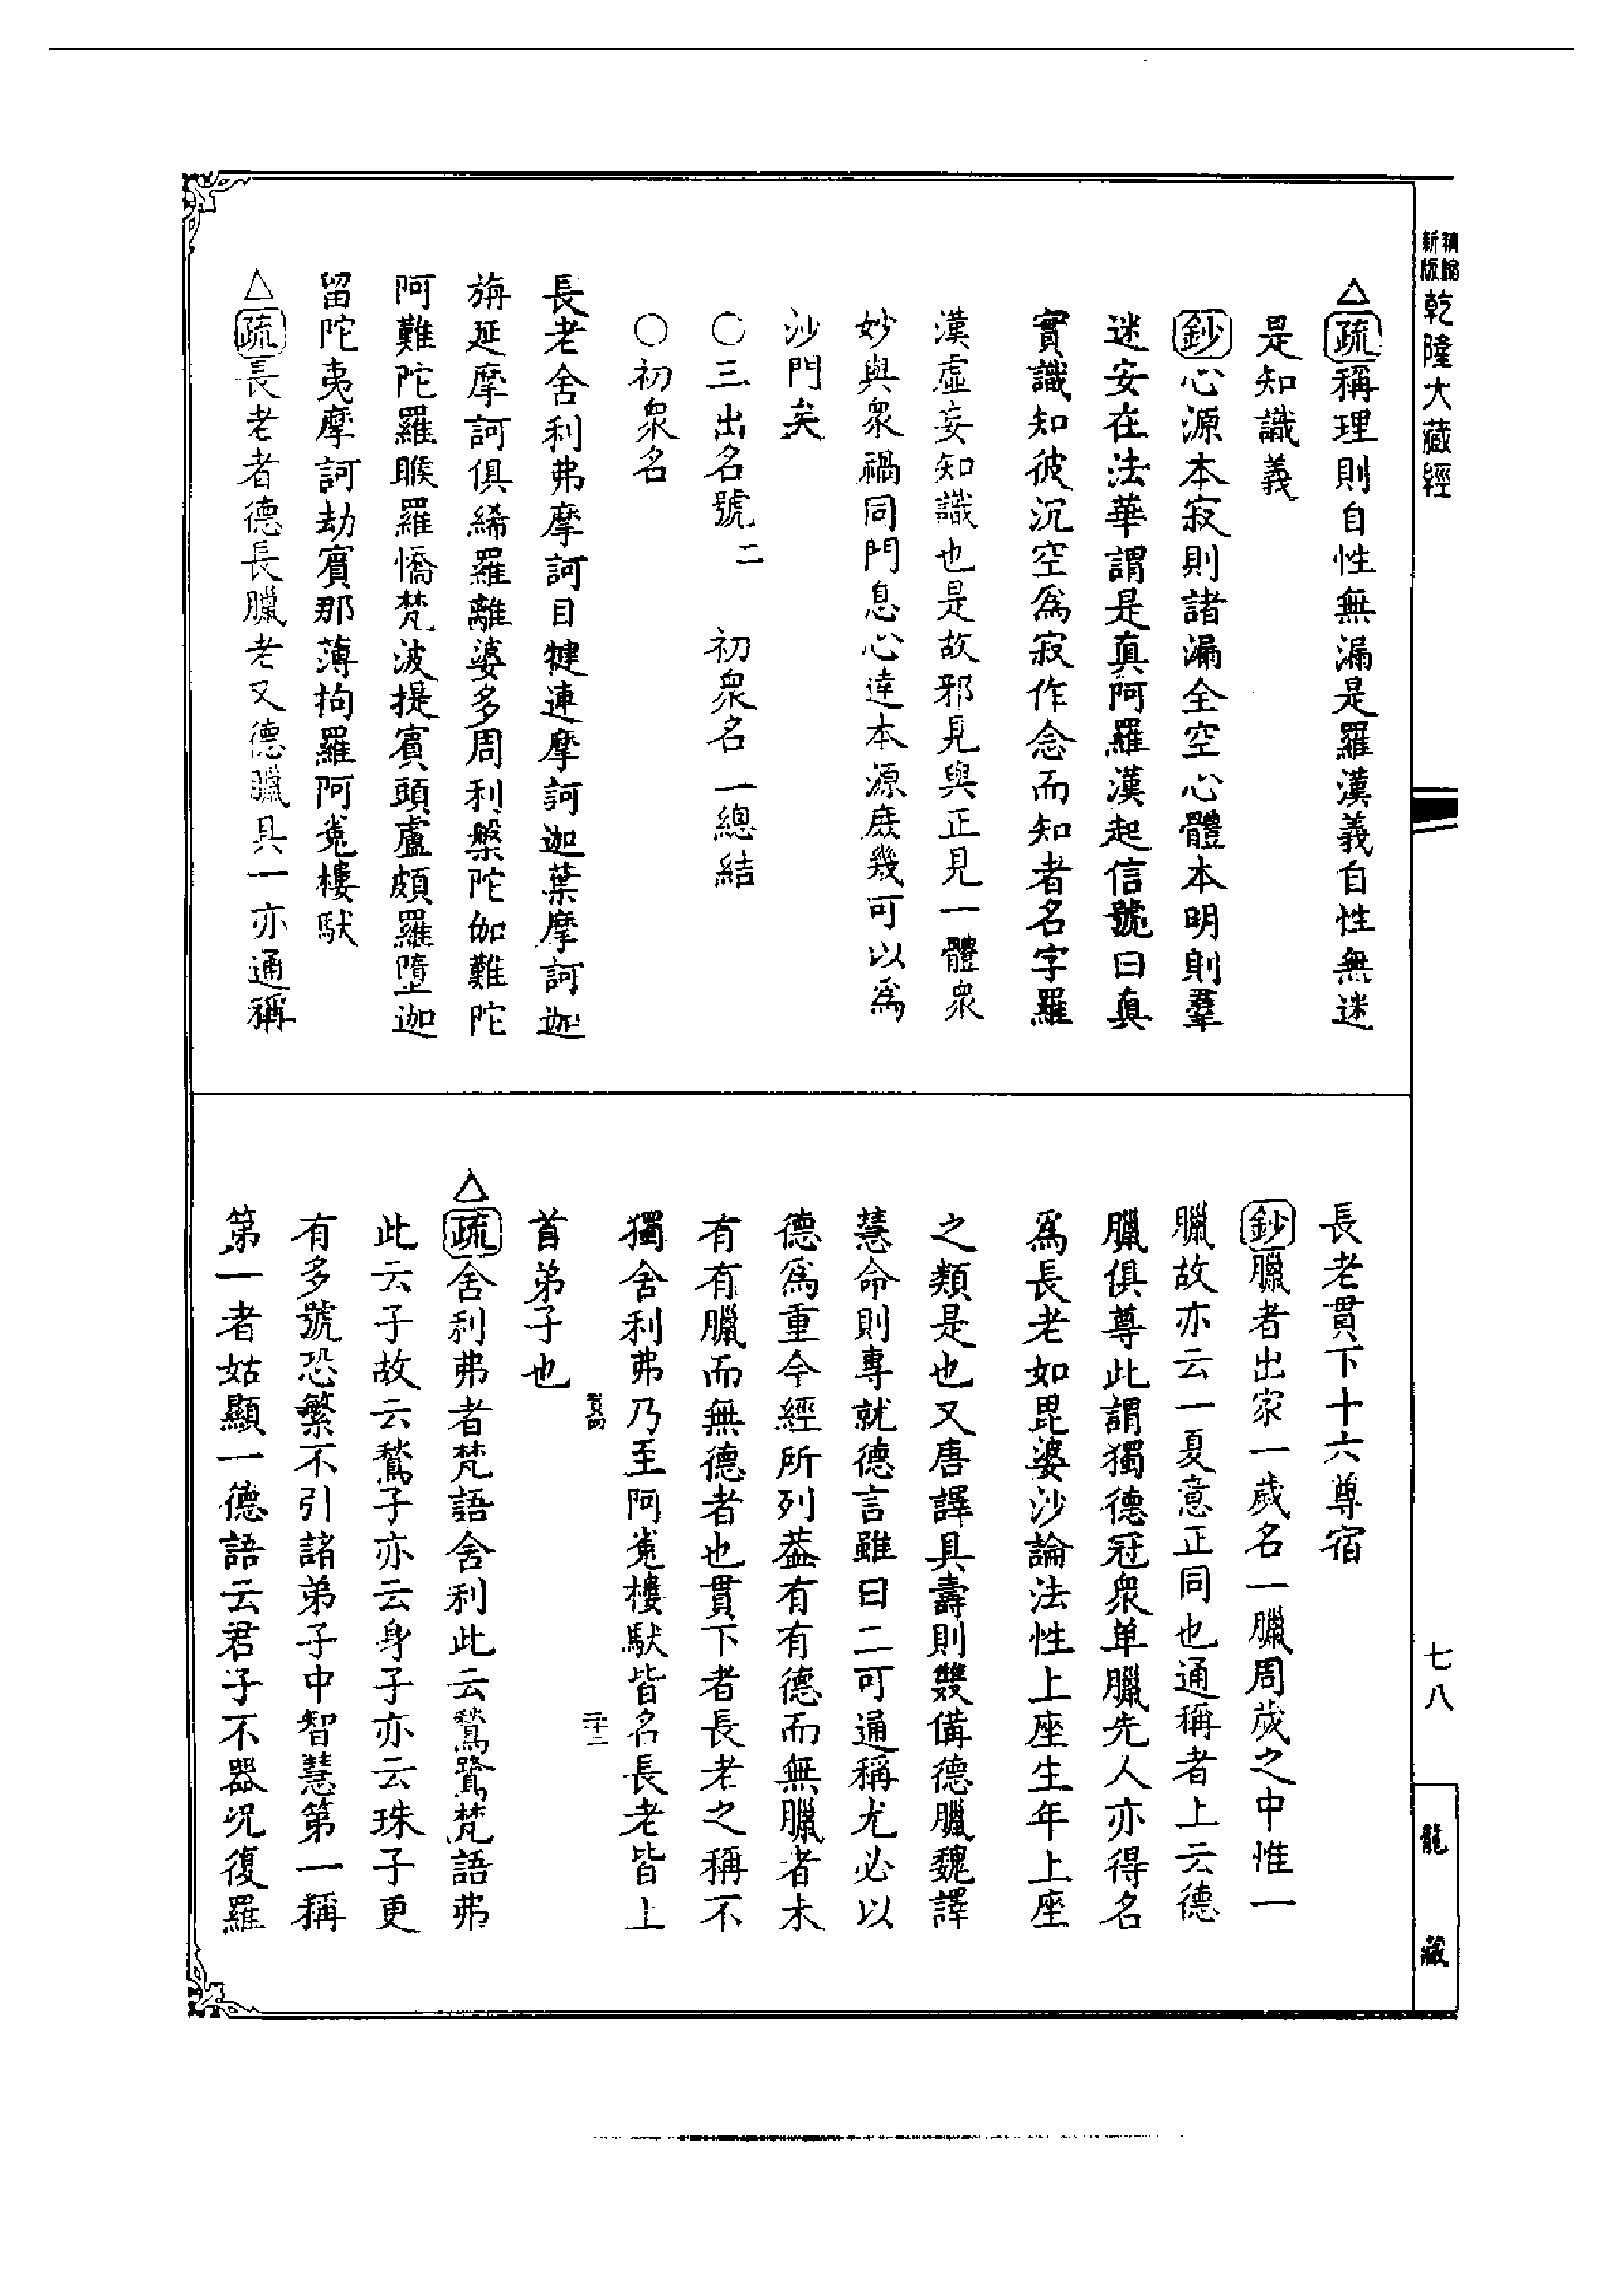 新版
乾隆大藏經
△疏稱理則自性無漏是羅漢義自性無迷
是知識義
鈔心源本寂則諸漏全空心體本明則羣
迷安在法華謂是真阿羅漢起信號曰真
實識知彼沉空爲寂作念而知者名字羅
漢虛妄知識也是故邪見與正見一體衆
妙與衆禍同門息心達本源庶幾可以爲
沙門矣
○三出名號二 初衆名一總結
○初衆名
長老舍利弗摩訶目犍連摩訶迦葉摩訶迦
旃延摩訶俱絺羅離婆多周利槃陀伽難陀
阿難陀羅睺羅憍梵波提賓頭盧頗羅墮迦
留陀夷摩訶劫賓那薄拘羅阿㝹樓馱
△疏長老者德長臘老又德臘具一亦通稱
長老貫下十六尊宿
鈔臘者出家一歲名一臘周歲之中惟一
臘故亦云一夏意正同也通稱者上云德
臘俱尊此謂獨德冠衆单臘先人亦得名
爲長老如毘婆沙論法性上座生年上座
之類是也又唐譯具壽則雙備德臘魏譯
慧命則專就德言雖曰二可通稱尤必以
德爲重今經所列葢有有德而無臘者未
有有臘而無德者也貫下者長老之稱不
獨舍利弗乃至阿㝹樓馱皆名長老皆上
首弟子也
△疏舍利弗者梵語舍利此云鶖鷺梵語弗
此云子故云鶖子亦云身子亦云珠子更
有多號恐繁不引諸弟子中智慧第一稱
第一者姑顯一德語云君子不器况復羅
七八
龍藏